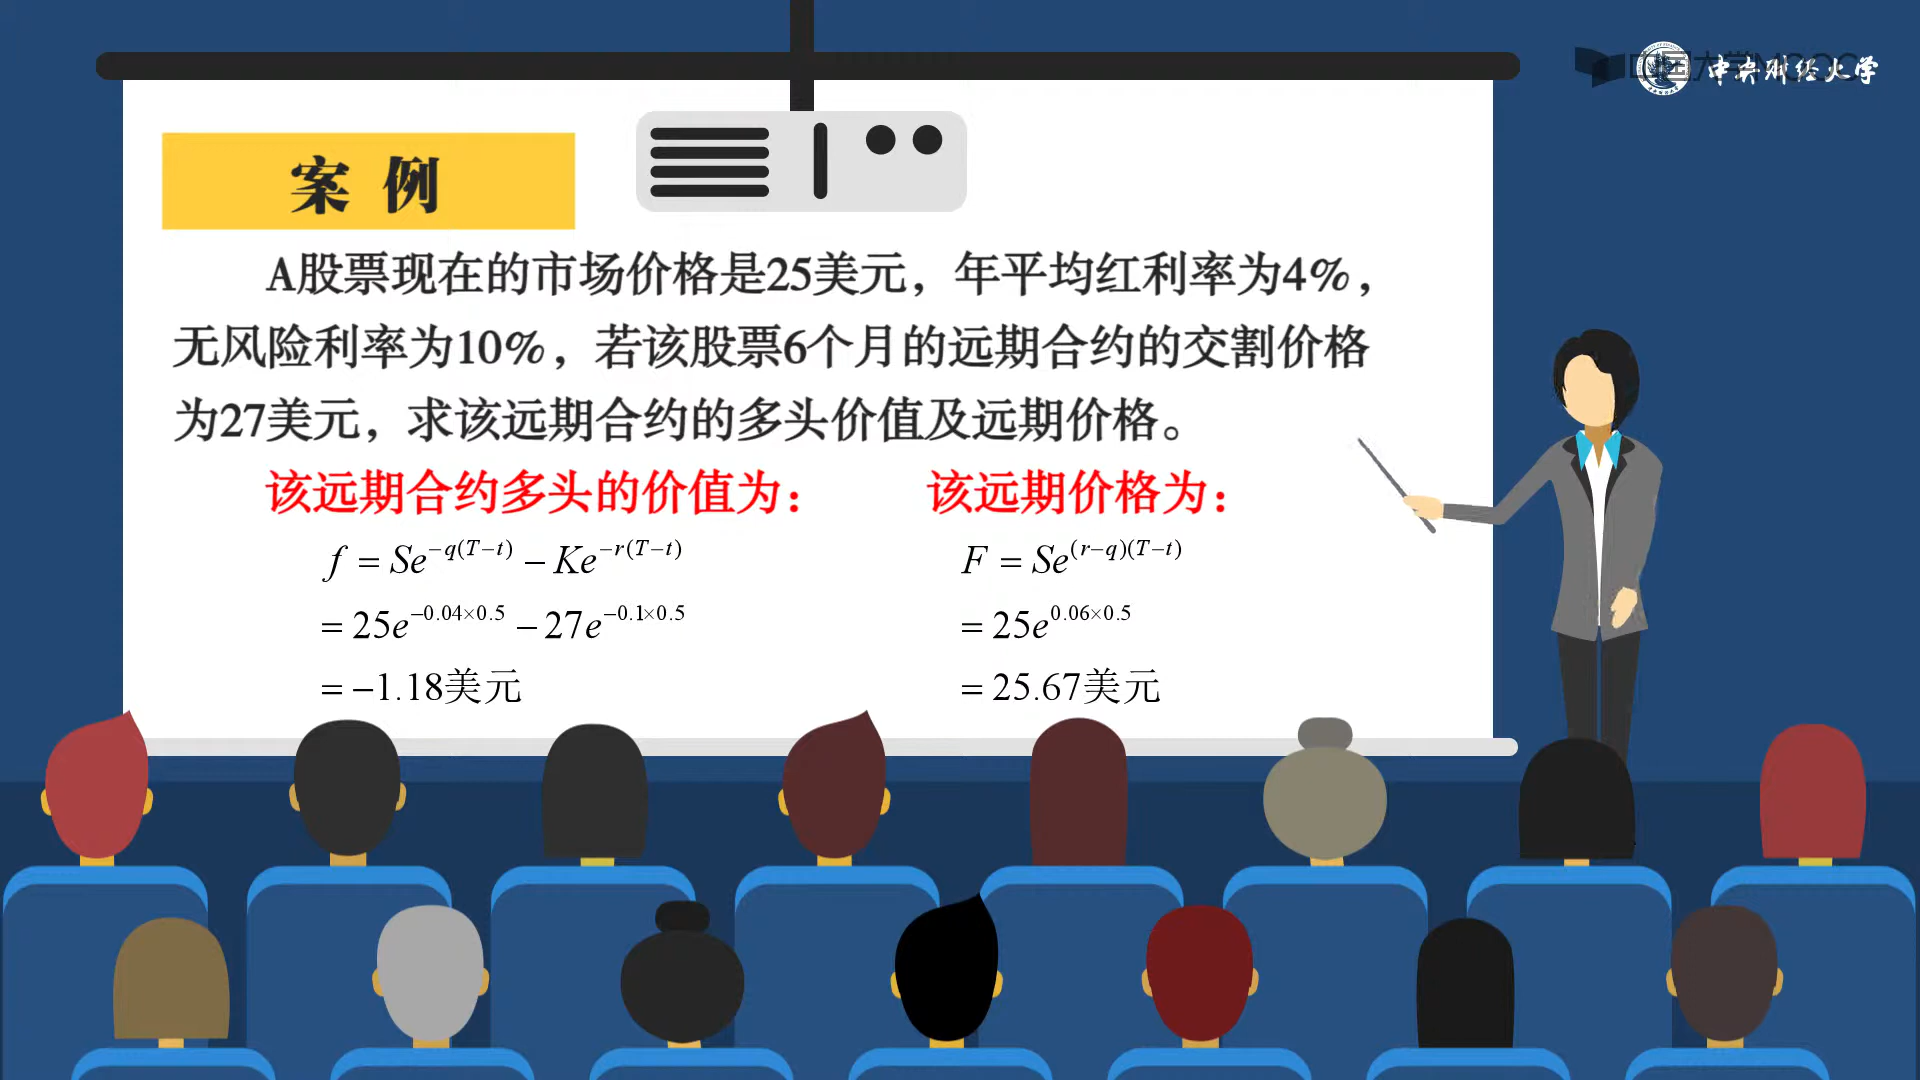 中央财经大学
案 例
A股票现在的市场价格是25美元，年平均红利率为4%，
无风险利率为10%，若该股票6个月的远期合约的交割价格
为27美元，求该远期合约的多头价值及远期价格。
该远期合约多头的价值为： 该远期价格为：
f = Se^{-q(T-t)} - Ke^{-r(T-t)} F = Se^{(r-q)(T-t)}
= 25e^{-0.04×0.5} - 27e^{-0.1×0.5} = 25e^{0.06×0.5}
= -1.18美元 = 25.67美元